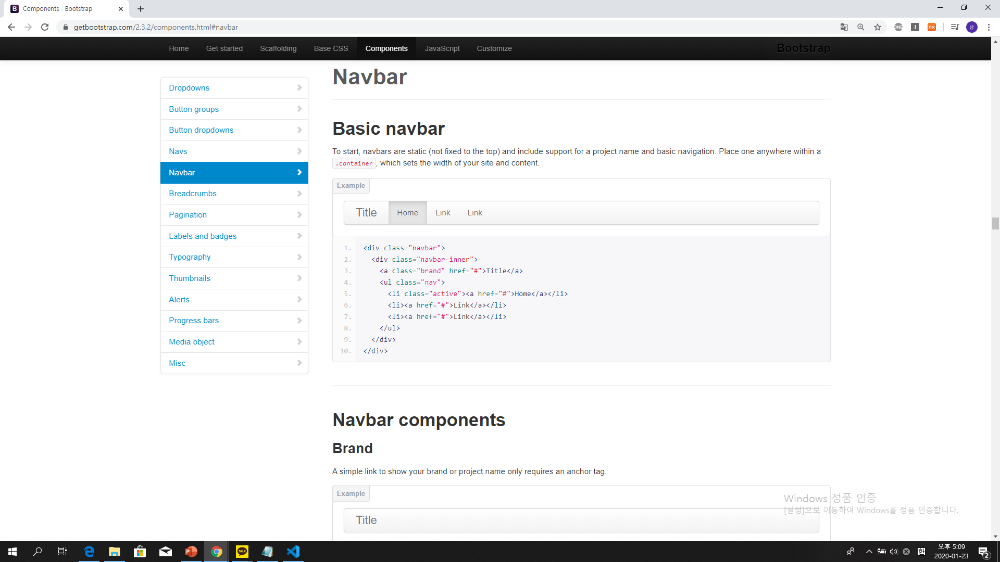 Components · Bootstrap
getbootstrap.com/2.3.2/components.html#navbar
Home Get started Scaffolding Base CSS Components JavaScript Customize Bootstrap
Dropdowns
Button groups
Button dropdowns
Navs
Navbar
Breadcrumbs
Pagination
Labels and badges
Typography
Thumbnails
Alerts
Progress bars
Media object
Misc
Navbar
Basic navbar
To start, navbars are static (not fixed to the top) and include support for a project name and basic navigation. Place one anywhere within a
.container, which sets the width of your site and content.
Example
Title Home Link Link
1. <div class="navbar">
2. <div class="navbar-inner">
3. <a class="brand" href="#">Title</a>
4. <ul class="nav">
5. <li class="active"><a href="#">Home</a></li>
6. <li><a href="#">Link</a></li>
7. <li><a href="#">Link</a></li>
8. </ul>
9. </div>
10. </div>
Navbar components
Brand
A simple link to show your brand or project name only requires an anchor tag.
Example
Title
Windows 정품 인증
[설정]으로 이동하여 Windows를 정품 인증합니다.
오후 5:09
2020-01-23
2